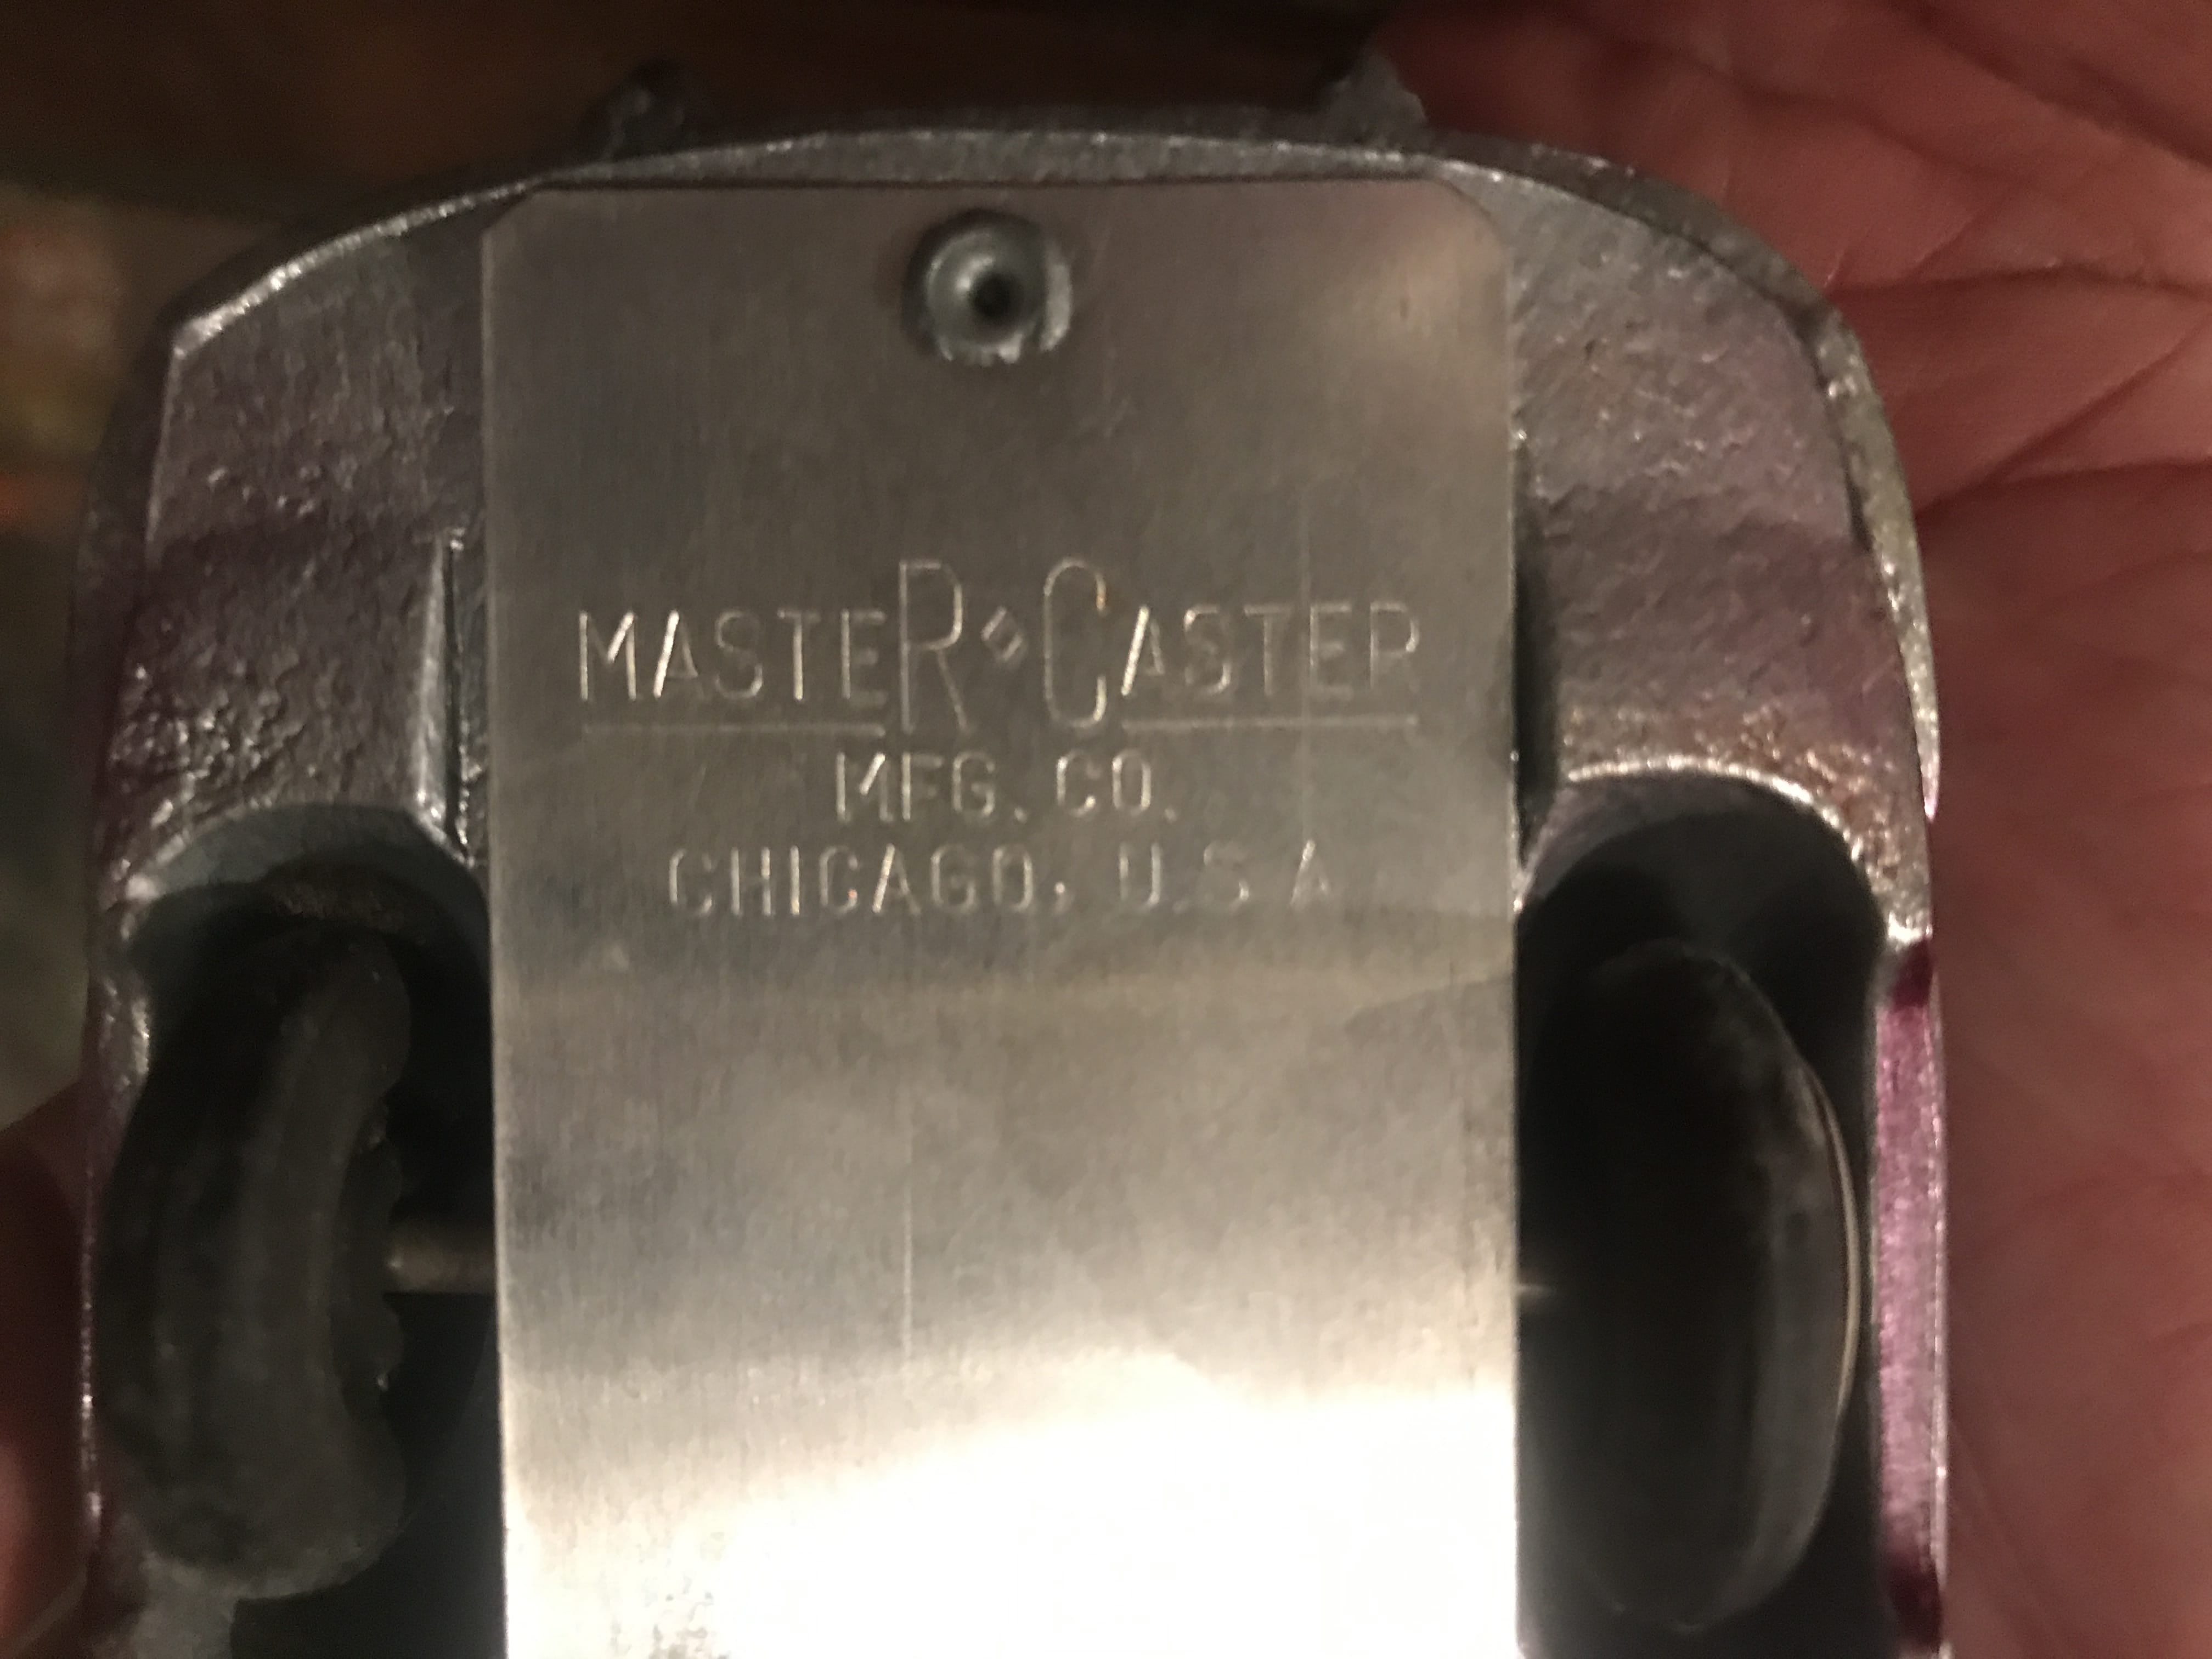 MASTER◇CASTER
MFG. CO.
CHICAGO, U.S.A